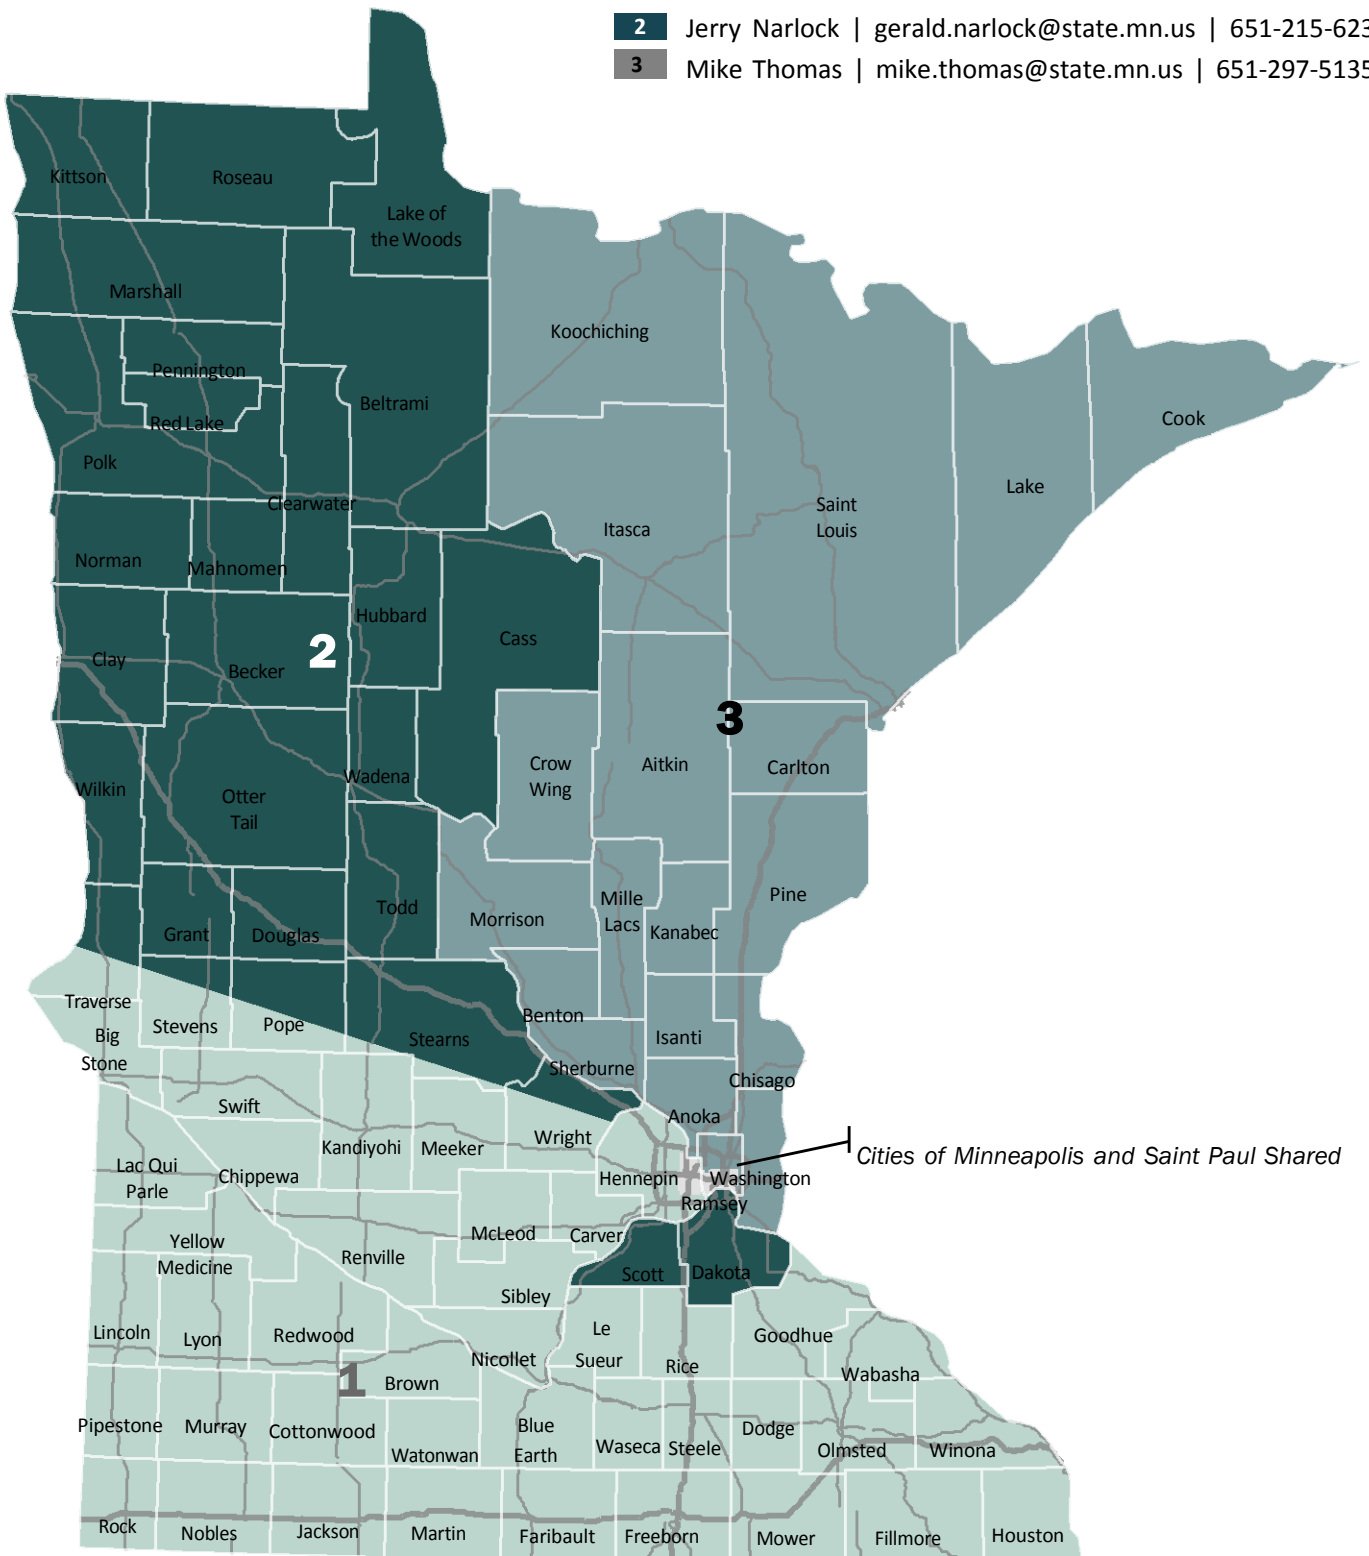 2 Jerry Narlock | gerald.narlock@state.mn.us | 651-215-623
3 Mike Thomas | mike.thomas@state.mn.us | 651-297-5135
Kittson
Roseau
Lake of
the Woods
Marshall
Koochiching
Pennington
Beltrami
Red Lake
Cook
Polk
Lake
Clearwater
Saint
Louis
Itasca
Norman
Mahnomen
Hubbard
Cass
2
Clay
Becker
3
Crow
Wing
Aitkin
Carlton
Wadena
Wilkin
Otter
Tail
Pine
Mille
Lacs
Todd
Morrison
Kanabec
Grant
Douglas
Traverse
Benton
Stevens
Pope
Big
Stone
Stearns
Isanti
Sherburne
Chisago
Swift
Anoka
Wright
Kandiyohi
Meeker
Cities of Minneapolis and Saint Paul Shared
Lac Qui
Parle
Chippewa
Hennepin
Washington
Ramsey
McLeod
Carver
Yellow
Medicine
Renville
Scott
Dakota
Sibley
Lincoln
Lyon
Redwood
Le
Sueur
Goodhue
Nicollet
Rice
Wabasha
1
Brown
Pipestone
Murray
Cottonwood
Blue
Earth
Dodge
Watonwan
Waseca
Steele
Olmsted
Winona
Rock
Nobles
Jackson
Martin
Faribault
Freeborn
Mower
Fillmore
Houston